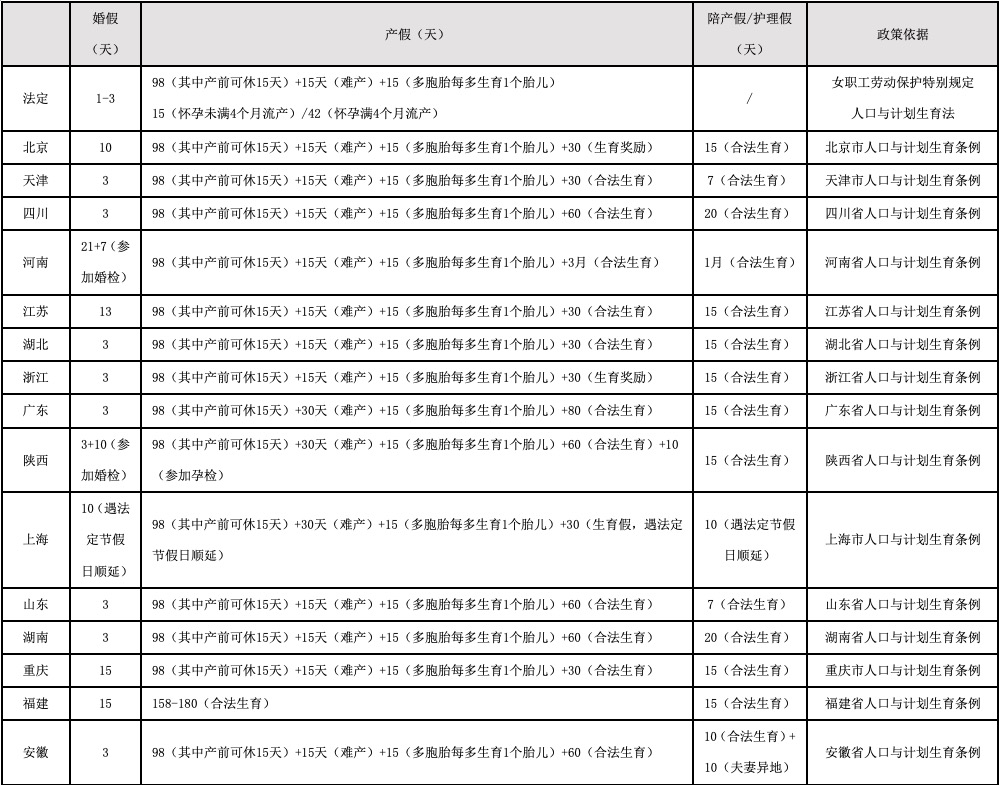 婚假
（天）
产假（天）
陪产假/护理假
（天）
政策依据
法定
1-3
98（其中产前可休15天）+15天（难产）+15（多胞胎每多生育1个胎儿）
15（怀孕未满4个月流产）/42（怀孕满4个月流产）
/
女职工劳动保护特别规定
人口与计划生育法
北京
10
98（其中产前可休15天）+15天（难产）+15（多胞胎每多生育1个胎儿）+30（生育奖励）
15（合法生育）
北京市人口与计划生育条例
天津
3
98（其中产前可休15天）+15天（难产）+15（多胞胎每多生育1个胎儿）+30（合法生育）
7（合法生育）
天津市人口与计划生育条例
四川
3
98（其中产前可休15天）+15天（难产）+15（多胞胎每多生育1个胎儿）+60（合法生育）
20（合法生育）
四川省人口与计划生育条例
河南
21+7（参
加婚检）
98（其中产前可休15天）+15天（难产）+15（多胞胎每多生育1个胎儿）+3月（合法生育）
1月（合法生育）
河南省人口与计划生育条例
江苏
13
98（其中产前可休15天）+15天（难产）+15（多胞胎每多生育1个胎儿）+30（合法生育）
15（合法生育）
江苏省人口与计划生育条例
湖北
3
98（其中产前可休15天）+15天（难产）+15（多胞胎每多生育1个胎儿）+30（合法生育）
15（合法生育）
湖北省人口与计划生育条例
浙江
3
98（其中产前可休15天）+15天（难产）+15（多胞胎每多生育1个胎儿）+30（生育奖励）
15（合法生育）
浙江省人口与计划生育条例
广东
3
98（其中产前可休15天）+30天（难产）+15（多胞胎每多生育1个胎儿）+80（合法生育）
15（合法生育）
广东省人口与计划生育条例
陕西
3+10（参
加婚检）
98（其中产前可休15天）+30天（难产）+15（多胞胎每多生育1个胎儿）+60（合法生育）+10
（参加孕检）
15（合法生育）
陕西省人口与计划生育条例
上海
10（遇法
定节假
日顺延）
98（其中产前可休15天）+30天（难产）+15（多胞胎每多生育1个胎儿）+30（生育假，遇法定
节假日顺延）
10（遇法定节假
日顺延）
上海市人口与计划生育条例
山东
3
98（其中产前可休15天）+15天（难产）+15（多胞胎每多生育1个胎儿）+60（合法生育）
7（合法生育）
山东省人口与计划生育条例
湖南
3
98（其中产前可休15天）+15天（难产）+15（多胞胎每多生育1个胎儿）+60（合法生育）
20（合法生育）
湖南省人口与计划生育条例
重庆
15
98（其中产前可休15天）+15天（难产）+15（多胞胎每多生育1个胎儿）+30（合法生育）
15（合法生育）
重庆市人口与计划生育条例
福建
15
158-180（合法生育）
15（合法生育）
福建省人口与计划生育条例
安徽
3
98（其中产前可休15天）+15天（难产）+15（多胞胎每多生育1个胎儿）+60（合法生育）
10（合法生育）+
10（夫妻异地）
安徽省人口与计划生育条例